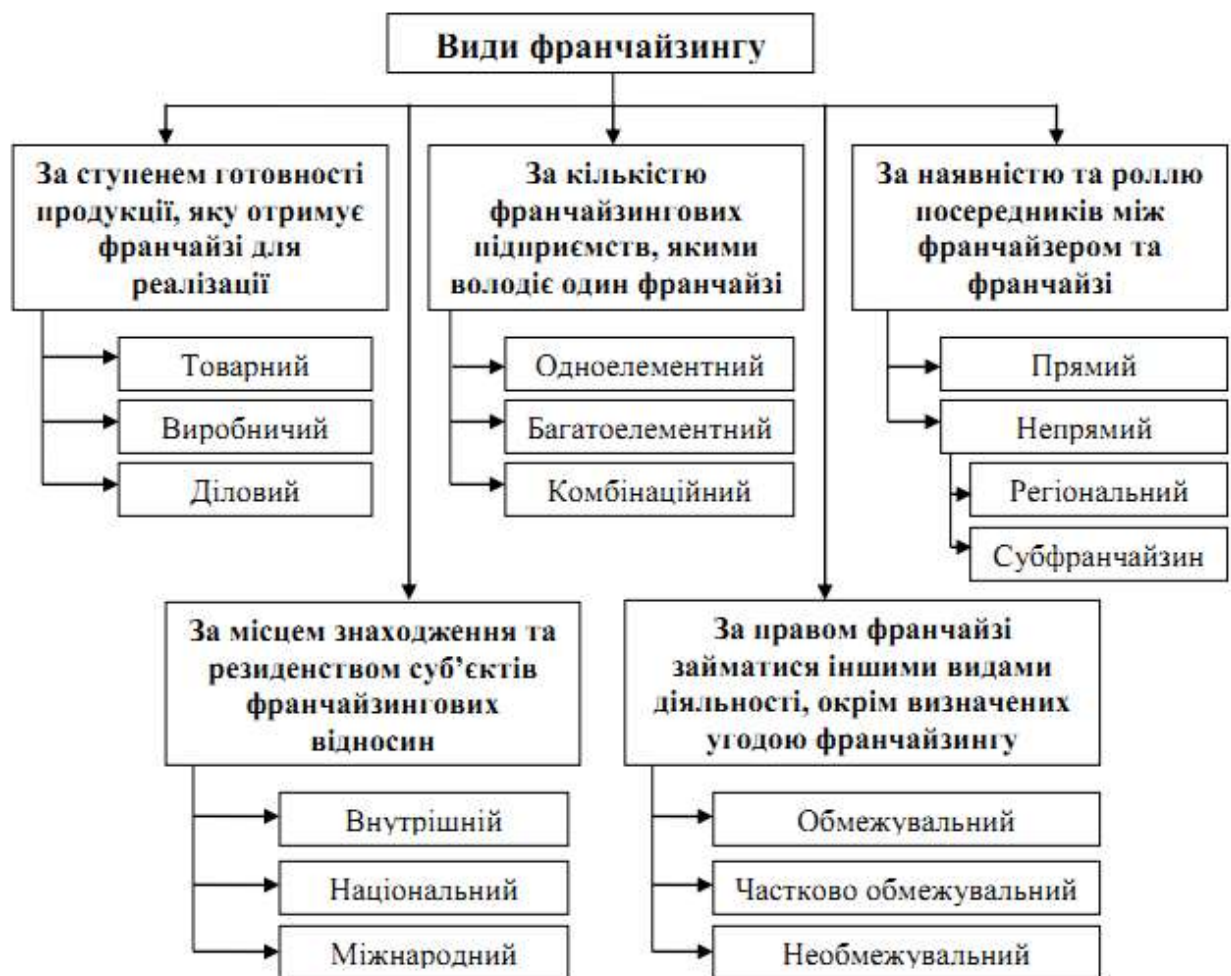 Види франчайзингу
За ступенем готовності
продукції, яку отримує
франчайзі для
реалізації
Товарний
Виробничий
Діловий
За кількістю
франчайзингових
підприємств, якими
володіє один франчайзі
Одноелементний
Багатоелементний
Комбінаційний
За наявністю та роллю
посередників між
франчайзером та
франчайзі
Прямий
Непрямий
Регіональний
Субфранчайзин
За місцем знаходження та
резиденством суб’єктів
франчайзингових
відносин
Внутрішній
Національний
Міжнародний
За правом франчайзі
займатися іншими видами
діяльності, окрім визначених
угодою франчайзингу
Обмежувальний
Частково обмежувальний
Необмежувальний